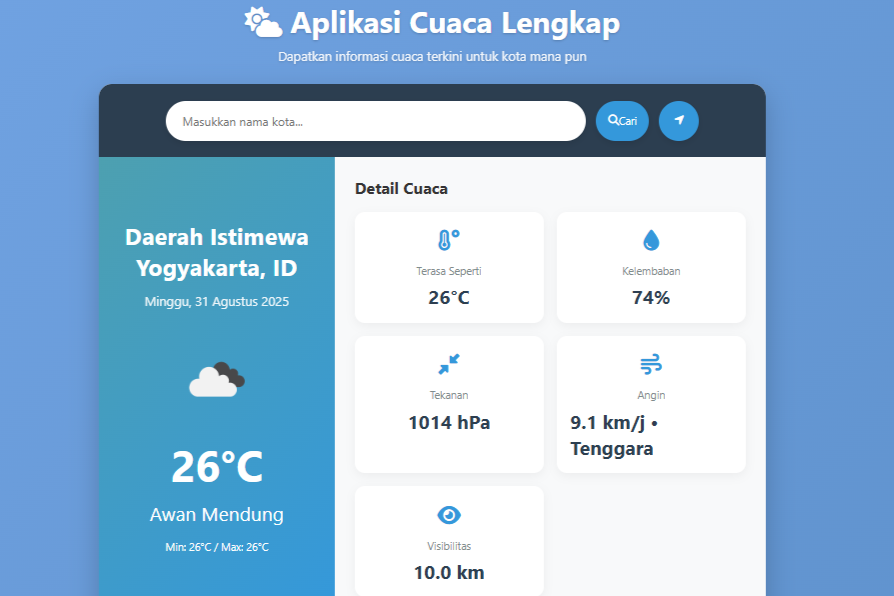 Aplikasi Cuaca Lengkap
Dapatkan informasi cuaca terkini untuk kota mana pun
Masukkan nama kota...
Cari
Daerah Istimewa
Yogyakarta, ID
Minggu, 31 Agustus 2025
26°C
Awan Mendung
Min: 26°C / Max: 26°C
Detail Cuaca
Terasa Seperti
26°C
Kelembaban
74%
Tekanan
1014 hPa
Angin
9.1 km/j •
Tenggara
Visibilitas
10.0 km